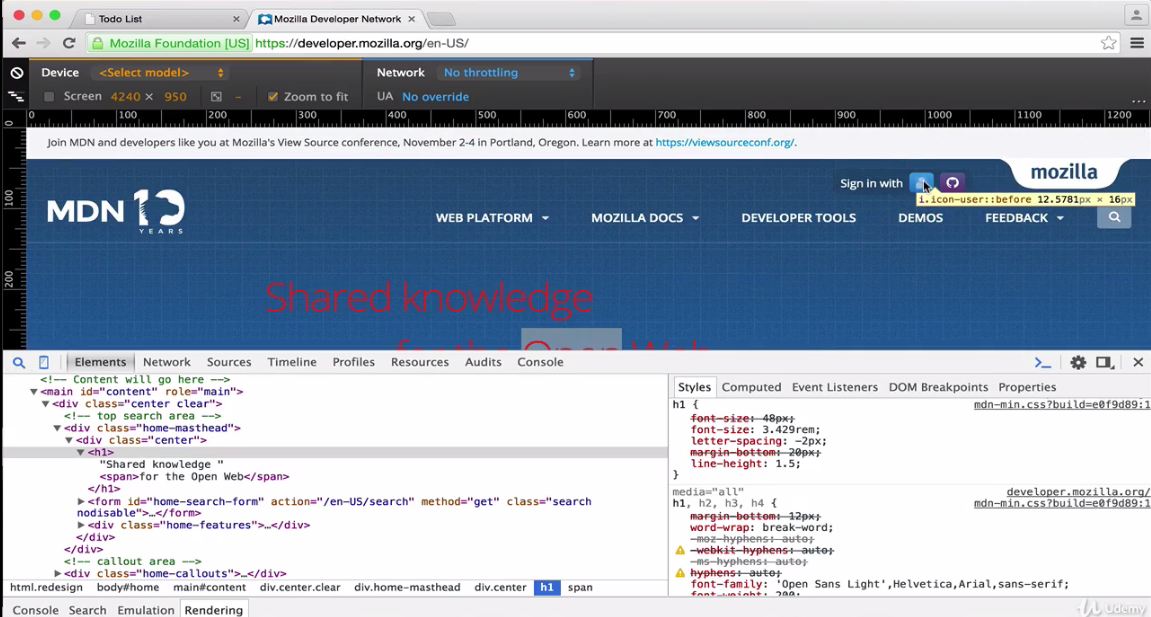 Todo List ×
Mozilla Developer Network ×
Mozilla Foundation [US] https://developer.mozilla.org/en-US/
Device <Select model>
Network No throttling
Screen 4240 × 950
– Zoom to fit
UA No override
...
0 100 200 300 400 500 600 700 800 900 1000 1100 1200
0
100
200
Join MDN and developers like you at Mozilla's View Source conference, November 2-4 in Portland, Oregon. Learn more at https://viewsourceconf.org/.
mozilla
Sign in with
i.icon-user::before 12.5781px × 16px
MDN 10
YEARS
WEB PLATFORM
MOZILLA DOCS
DEVELOPER TOOLS
DEMOS
FEEDBACK
Shared knowledge
for the Open Web
Elements Network Sources Timeline Profiles Resources Audits Console
<!-- Content will go here -->
<main id="content" role="main">
<div class="center clear">
<!-- top search area -->
<div class="home-masthead">
<div class="center">
<h1>
"Shared knowledge "
<span>for the Open Web</span>
</h1>
<form id="home-search-form" action="/en-US/search" method="get" class="search
nodisable">…</form>
<div class="home-features">…</div>
</div>
</div>
<!-- callout area -->
<div class="home-callouts">…</div>
html.redesign body#home main#content div.center.clear div.home-masthead div.center h1 span
Console Search Emulation Rendering
Styles Computed Event Listeners DOM Breakpoints Properties
h1 { mdn-min.css?build=e0f9d89:1
font-size: 48px;
font-size: 3.429rem;
letter-spacing: -2px;
margin-bottom: 20px;
line-height: 1.5;
}
media="all" developer.mozilla.org/
h1, h2, h3, h4 { mdn-min.css?build=e0f9d89:1
margin-bottom: 12px;
word-wrap: break-word;
-moz-hyphens: auto;
-webkit-hyphens: auto;
-ms-hyphens: auto;
hyphens: auto;
font-family: 'Open Sans Light',Helvetica,Arial,sans-serif;
font-weight: 200;
Udemy